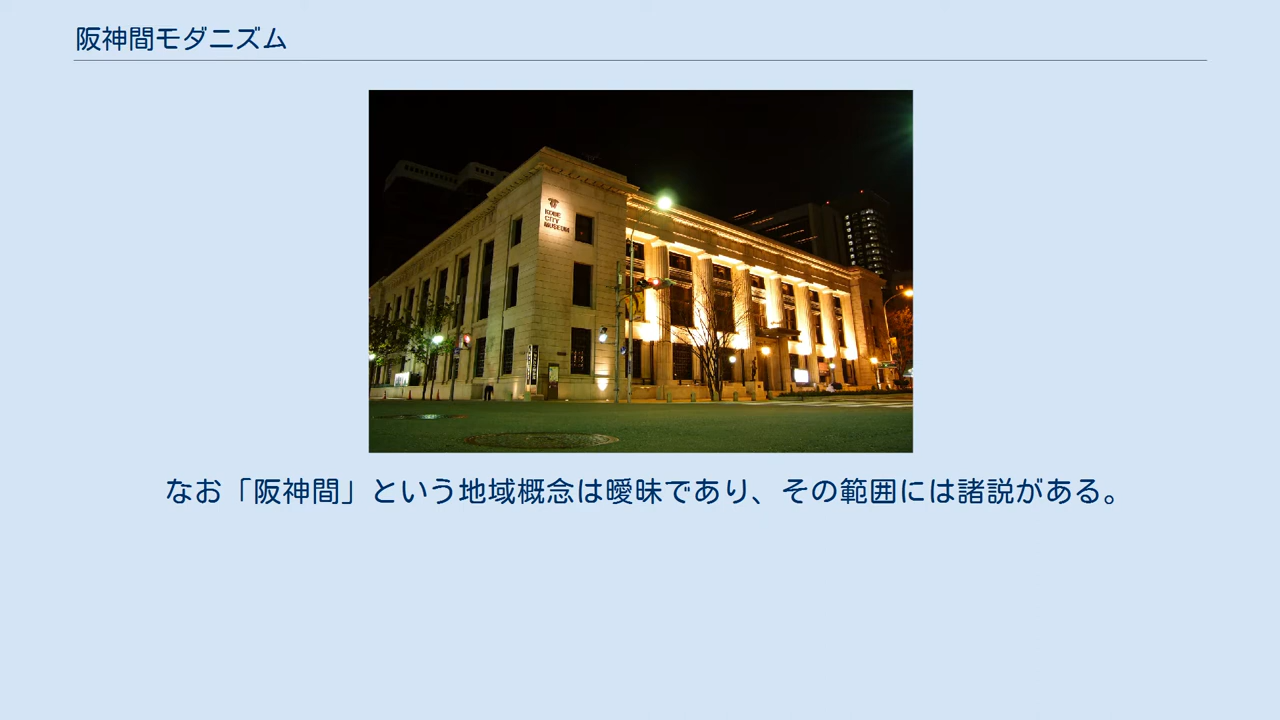 阪神間モダニズム
KOBE
CITY
MUSEUM
なお「阪神間」という地域概念は曖昧であり、その範囲には諸説がある。